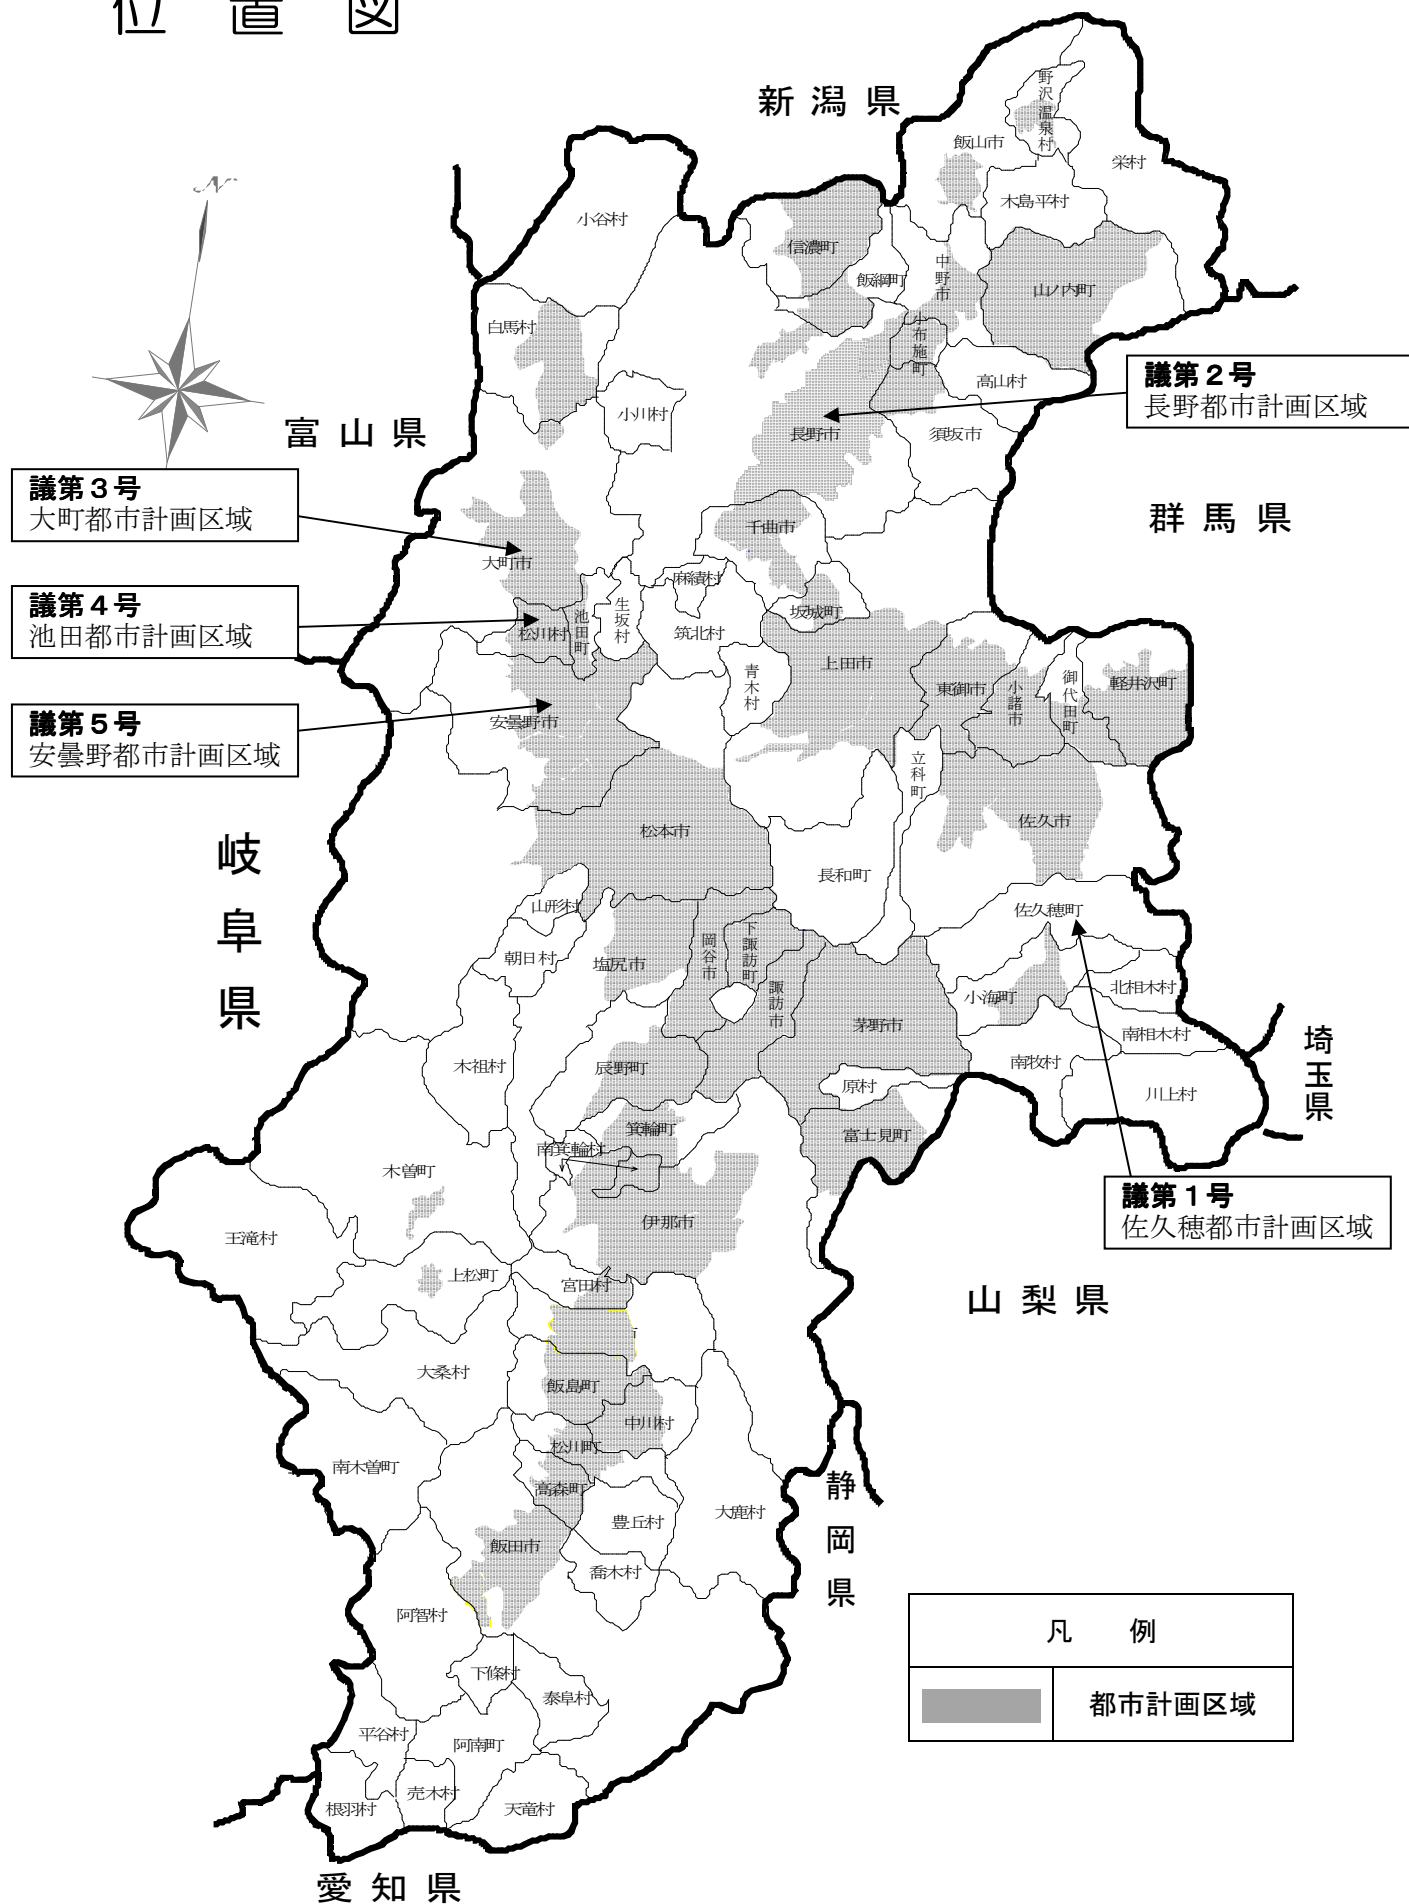 位置図
新潟県
野沢温泉村
飯山市
栄村
木島平村
小谷村
信濃町
飯綱町
中野市
山ノ内町
白馬村
小布施町
高山村
議第２号
長野都市計画区域
小川村
富山県
長野市
須坂市
議第３号
大町都市計画区域
群馬県
千曲市
大町市
麻績村
議第４号
池田都市計画区域
松川村
池田町
生坂村
筑北村
坂城町
上田市
青木村
東御市
小諸市
御代田町
軽井沢町
議第５号
安曇野都市計画区域
安曇野市
立科町
松本市
佐久市
岐阜県
長和町
山形村
佐久穂町
朝日村
塩尻市
岡谷市
下諏訪町
諏訪市
茅野市
小海町
北相木村
南相木村
埼玉県
木祖村
辰野町
原村
南牧村
川上村
箕輪町
富士見町
南箕輪村
木曽町
議第１号
佐久穂都市計画区域
伊那市
王滝村
上松町
宮田村
山梨県
大桑村
飯島町
中川村
松川町
南木曽町
高森町
静岡県
豊丘村
大鹿村
飯田市
喬木村
阿智村
凡例
下條村
泰阜村
都市計画区域
平谷村
阿南町
売木村
根羽村
天竜村
愛知県